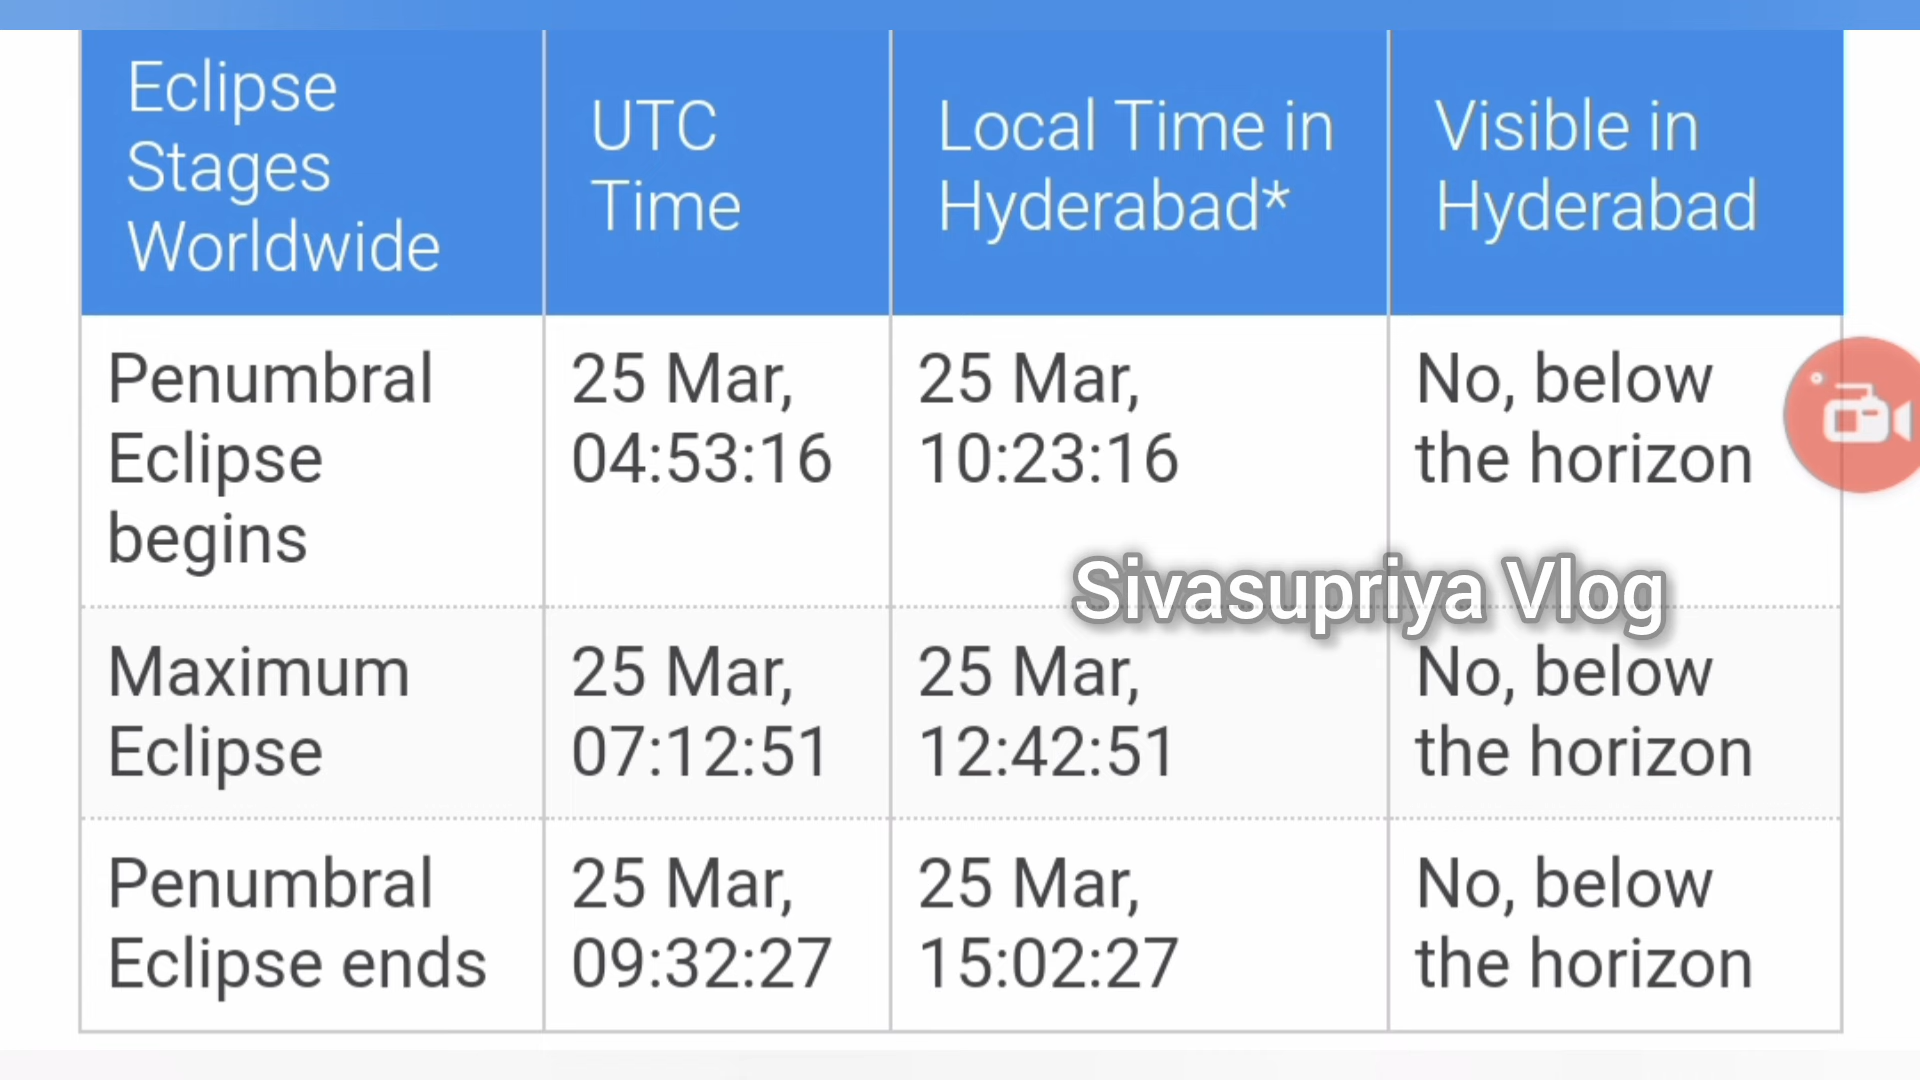 Eclipse
Stages
Worldwide
UTC
Time
Local Time in
Hyderabad*
Visible in
Hyderabad
Penumbral
Eclipse
begins
25 Mar,
04:53:16
25 Mar,
10:23:16
No, below
the horizon
Sivasupriya Vlog
Maximum
Eclipse
25 Mar,
07:12:51
25 Mar,
12:42:51
No, below
the horizon
Penumbral
Eclipse ends
25 Mar,
09:32:27
25 Mar,
15:02:27
No, below
the horizon